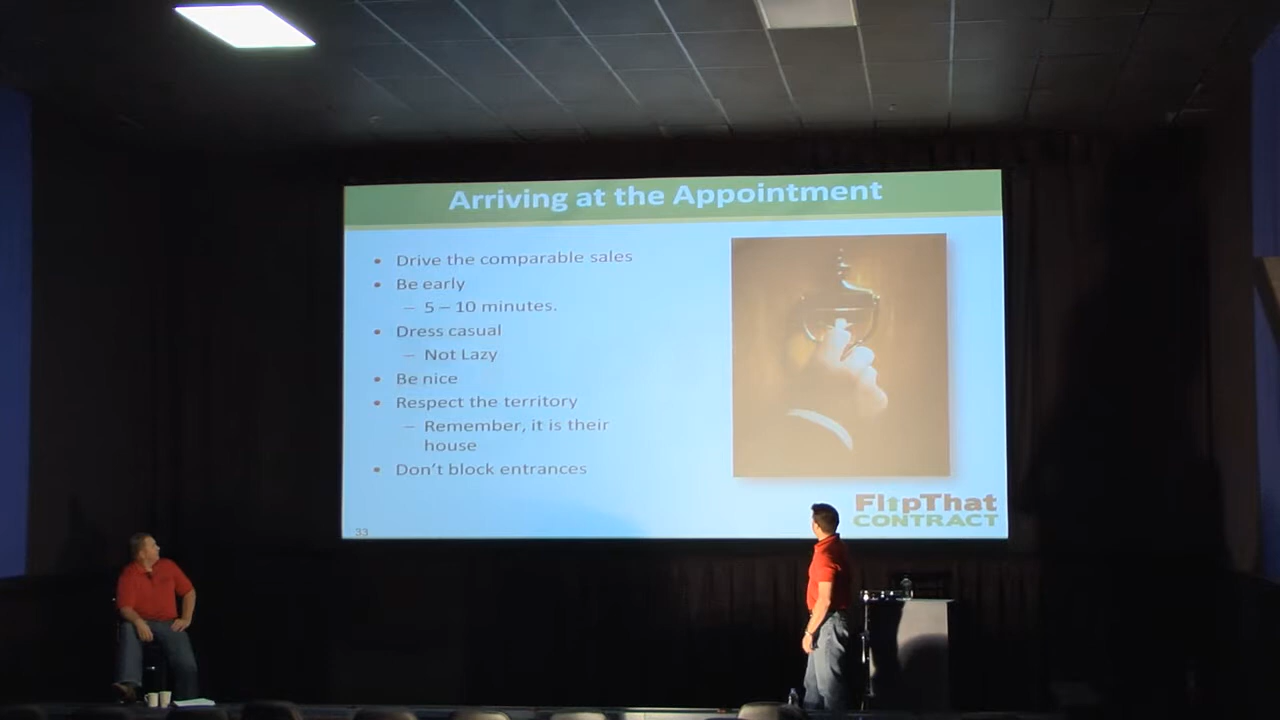 Arriving at the Appointment
• Drive the comparable sales
• Be early
– 5 – 10 minutes.
• Dress casual
– Not Lazy
• Be nice
• Respect the territory
– Remember, it is their
house
• Don't block entrances
33
FlipThat
CONTRACT